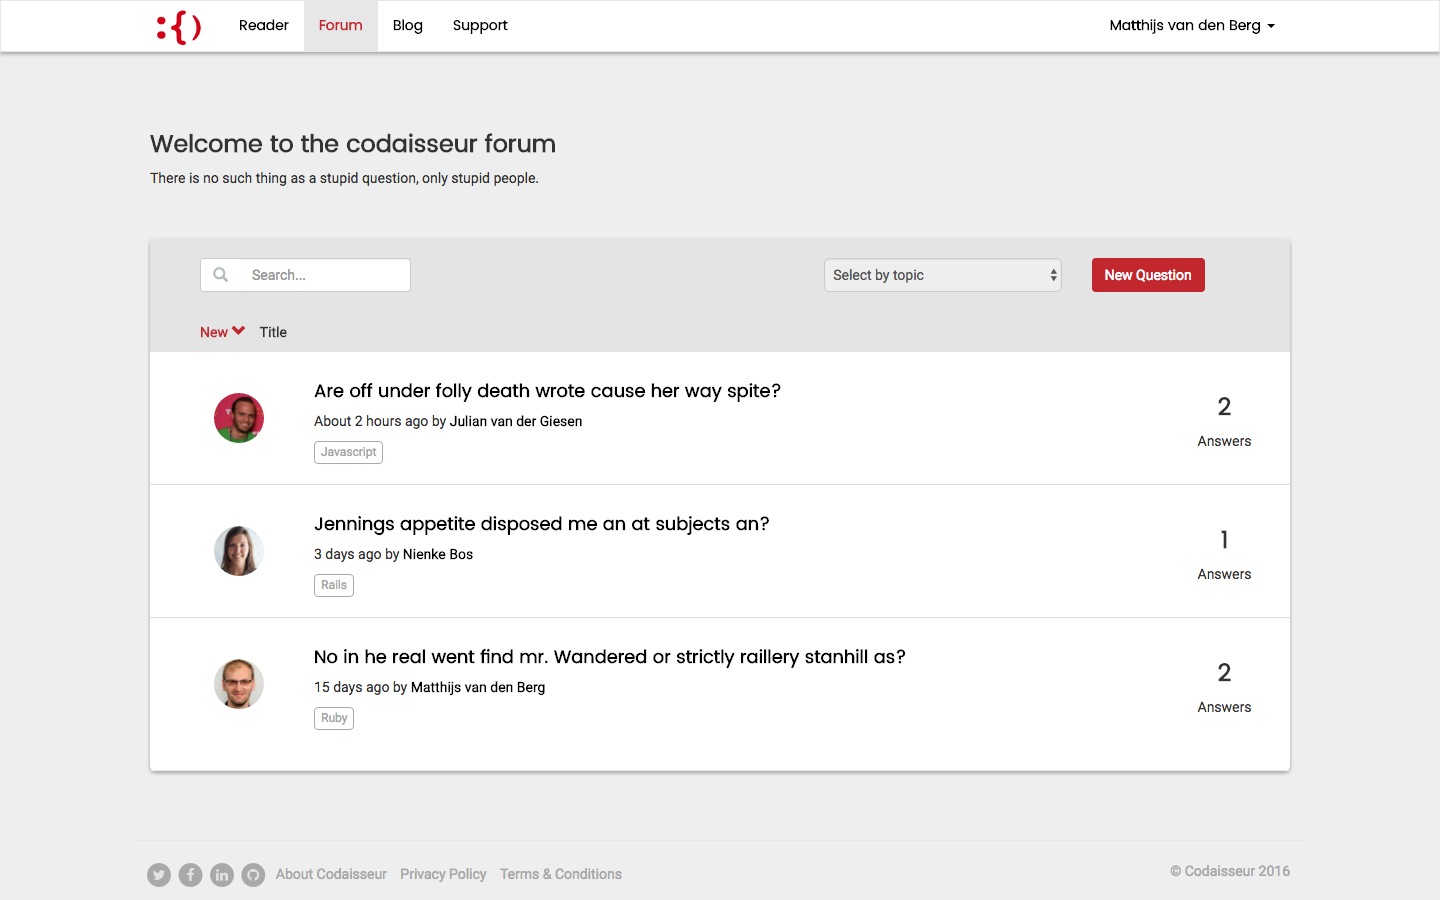 :{)
Reader Forum Blog Support Matthijs van den Berg
Welcome to the codaisseur forum
There is no such thing as a stupid question, only stupid people.
Search... Select by topic New Question
New Title
Are off under folly death wrote cause her way spite?
About 2 hours ago by Julian van der Giesen
Javascript
2
Answers
Jennings appetite disposed me an at subjects an?
3 days ago by Nienke Bos
Rails
1
Answers
No in he real went find mr. Wandered or strictly raillery stanhill as?
15 days ago by Matthijs van den Berg
Ruby
2
Answers
About Codaisseur Privacy Policy Terms & Conditions © Codaisseur 2016